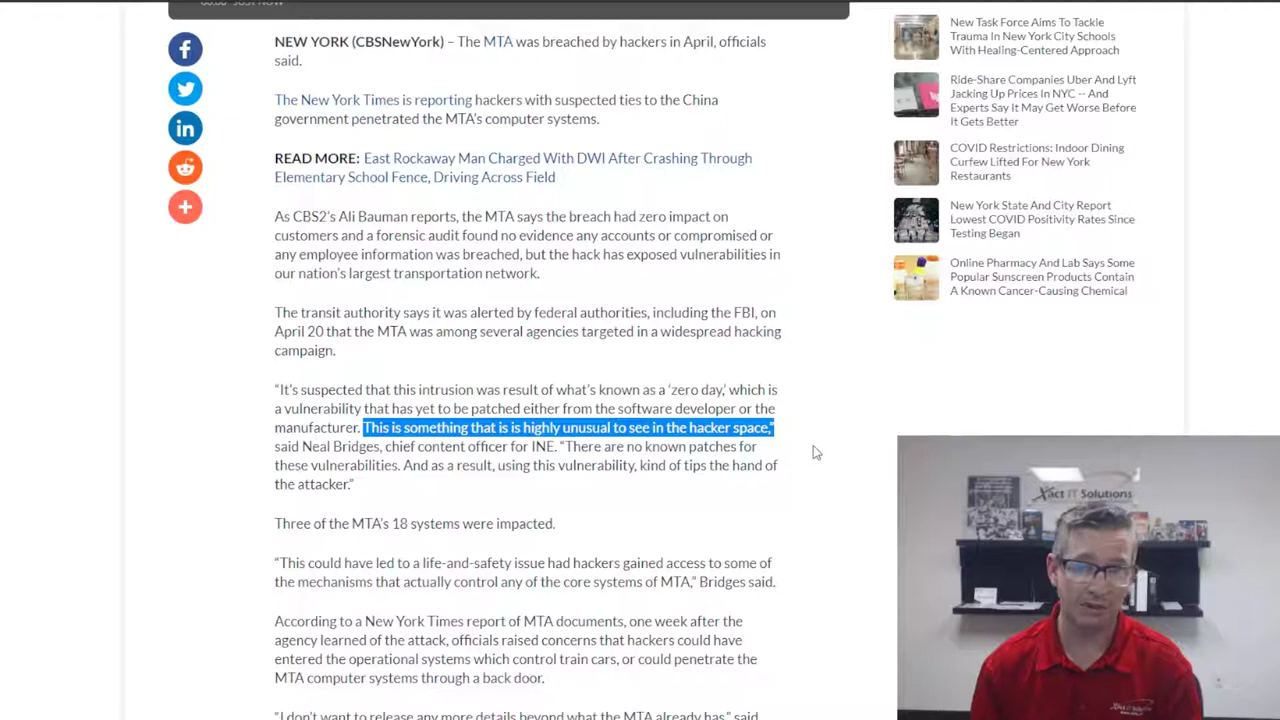 NEW YORK (CBSNewYork) – The MTA was breached by hackers in April, officials
said.
The New York Times is reporting hackers with suspected ties to the China
government penetrated the MTA's computer systems.
READ MORE: East Rockaway Man Charged With DWI After Crashing Through
Elementary School Fence, Driving Across Field
As CBS2's Ali Bauman reports, the MTA says the breach had zero impact on
customers and a forensic audit found no evidence any accounts or compromised or
any employee information was breached, but the hack has exposed vulnerabilities in
our nation's largest transportation network.
The transit authority says it was alerted by federal authorities, including the FBI, on
April 20 that the MTA was among several agencies targeted in a widespread hacking
campaign.
“It's suspected that this intrusion was result of what's known as a ‘zero day,’ which is
a vulnerability that has yet to be patched either from the software developer or the
manufacturer. This is something that is is highly unusual to see in the hacker space,”
said Neal Bridges, chief content officer for INE. “There are no known patches for
these vulnerabilities. And as a result, using this vulnerability, kind of tips the hand of
the attacker.”
Three of the MTA's 18 systems were impacted.
“This could have led to a life-and-safety issue had hackers gained access to some of
the mechanisms that actually control any of the core systems of MTA,” Bridges said.
According to a New York Times report of MTA documents, one week after the
agency learned of the attack, officials raised concerns that hackers could have
entered the operational systems which control train cars, or could penetrate the
MTA computer systems through a back door.
“I don't want to release any more details beyond what the MTA already has,” said
New Task Force Aims To Tackle
Trauma In New York City Schools
With Healing-Centered Approach
Ride-Share Companies Uber And Lyft
Jacking Up Prices In NYC -- And
Experts Say It May Get Worse Before
It Gets Better
COVID Restrictions: Indoor Dining
Curfew Lifted For New York
Restaurants
New York State And City Report
Lowest COVID Positivity Rates Since
Testing Began
Online Pharmacy And Lab Says Some
Popular Sunscreen Products Contain
A Known Cancer-Causing Chemical
Xact IT Solutions